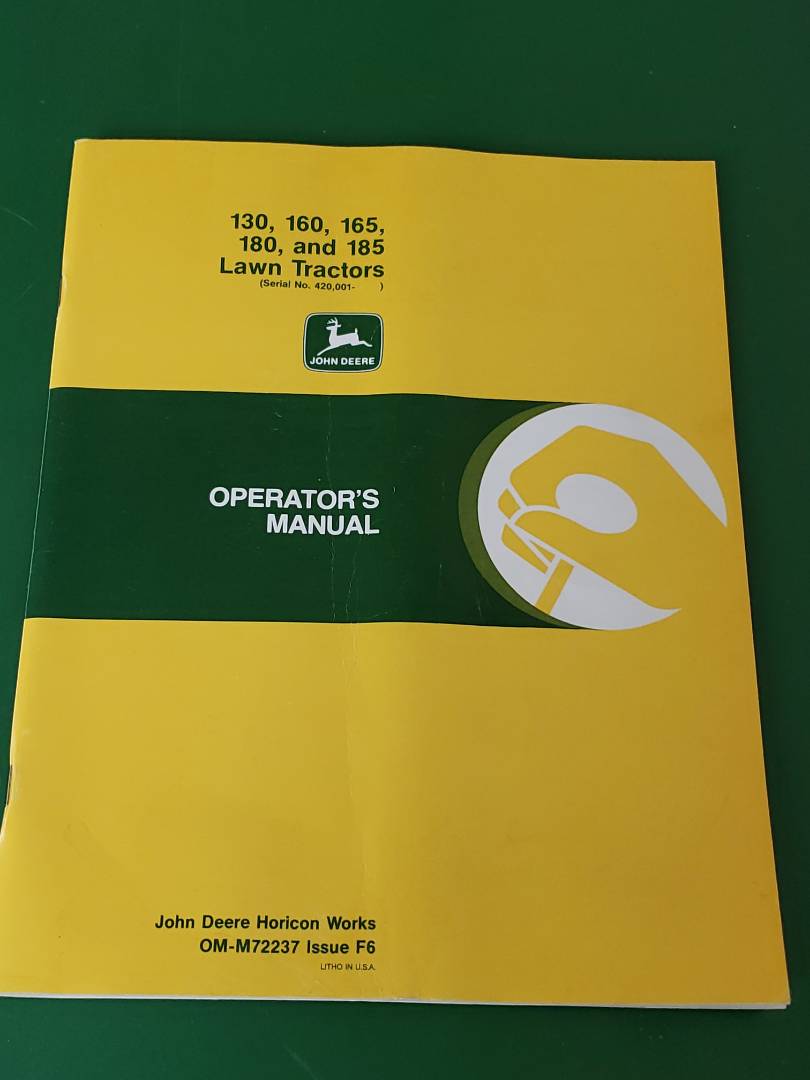 130, 160, 165,
180, and 185
Lawn Tractors
(Serial No. 420,001- )
JOHN DEERE
OPERATOR'S
MANUAL
John Deere Horicon Works
OM-M72237 Issue F6
LITHO IN U.S.A.